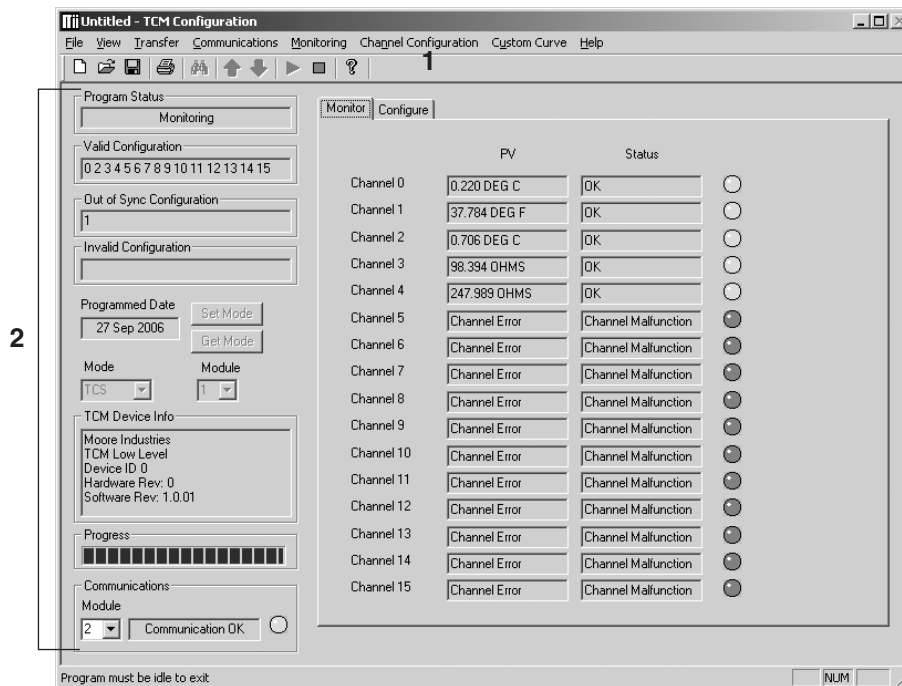 Untitled - TCM Configuration
File View Transfer Communications Monitoring Channel Configuration Custom Curve Help
1
2
Program Status
Monitoring
Valid Configuration
0 2 3 4 5 6 7 8 9 10 11 12 13 14 15
Out of Sync Configuration
1
Invalid Configuration
Programmed Date
27 Sep 2006
Set Mode
Get Mode
Mode Module
TCS 1
TCM Device Info
Moore Industries
TCM Low Level
Device ID 0
Hardware Rev: 0
Software Rev: 1.0.01
Progress
Communications
Module
2 Communication OK
Monitor Configure
PV Status
Channel 0 0.220 DEG C OK
Channel 1 37.784 DEG F OK
Channel 2 0.706 DEG C OK
Channel 3 98.394 OHMS OK
Channel 4 247.989 OHMS OK
Channel 5 Channel Error Channel Malfunction
Channel 6 Channel Error Channel Malfunction
Channel 7 Channel Error Channel Malfunction
Channel 8 Channel Error Channel Malfunction
Channel 9 Channel Error Channel Malfunction
Channel 10 Channel Error Channel Malfunction
Channel 11 Channel Error Channel Malfunction
Channel 12 Channel Error Channel Malfunction
Channel 13 Channel Error Channel Malfunction
Channel 14 Channel Error Channel Malfunction
Channel 15 Channel Error Channel Malfunction
Program must be idle to exit NUM